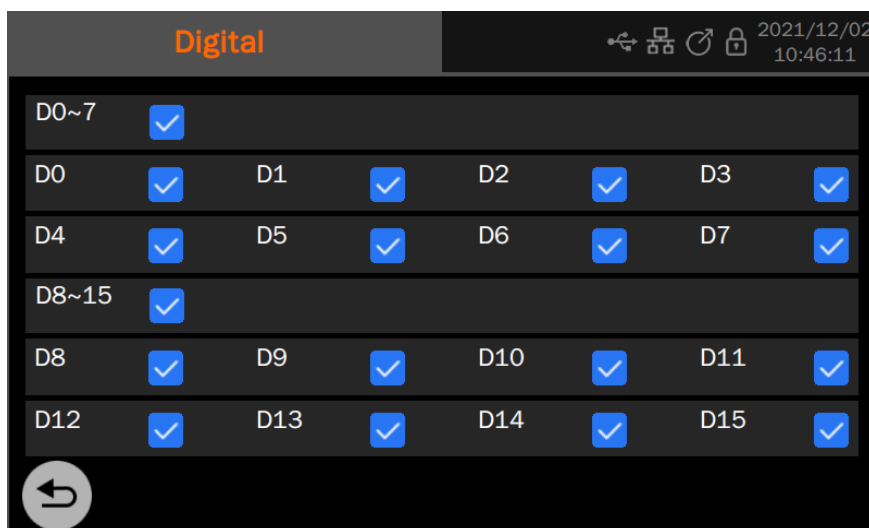 Digital
2021/12/02
10:46:11
D0~7
D0 D1 D2 D3
D4 D5 D6 D7
D8~15
D8 D9 D10 D11
D12 D13 D14 D15